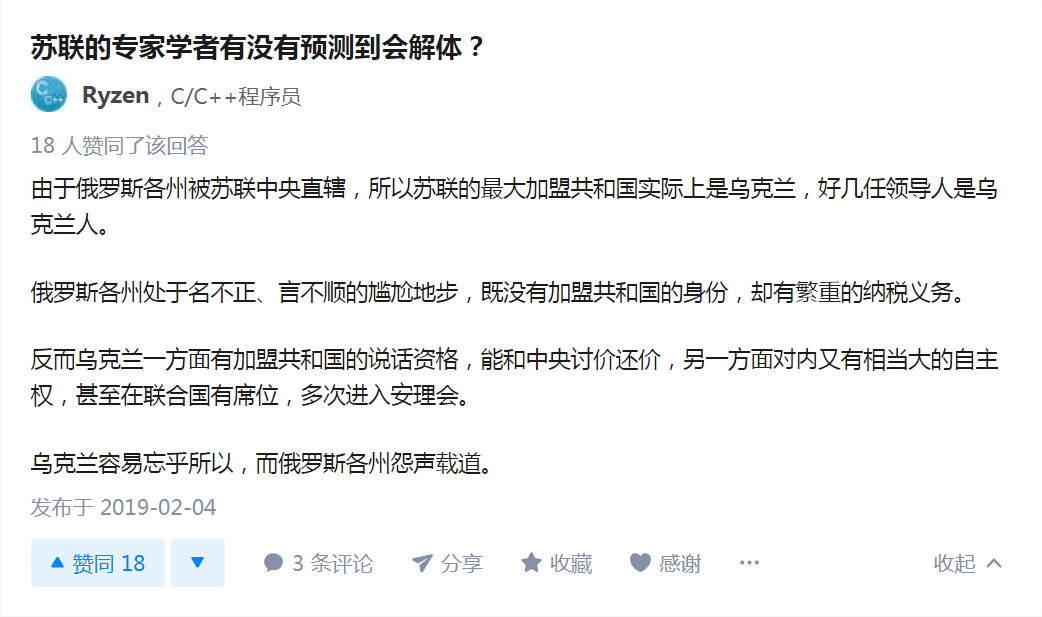 苏联的专家学者有没有预测到会解体？
Ryzen，C/C++程序员
18 人赞同了该回答
由于俄罗斯各州被苏联中央直辖，所以苏联的最大加盟共和国实际上是乌克兰，好几任领导人是乌
克兰人。
俄罗斯各州处于名不正、言不顺的尴尬地步，既没有加盟共和国的身份，却有繁重的纳税义务。
反而乌克兰一方面有加盟共和国的说话资格，能和中央讨价还价，另一方面对内又有相当大的自主
权，甚至在联合国有席位，多次进入安理会。
乌克兰容易忘乎所以，而俄罗斯各州怨声载道。
发布于 2019-02-04
赞同 18 3 条评论 分享 收藏 感谢 ··· 收起